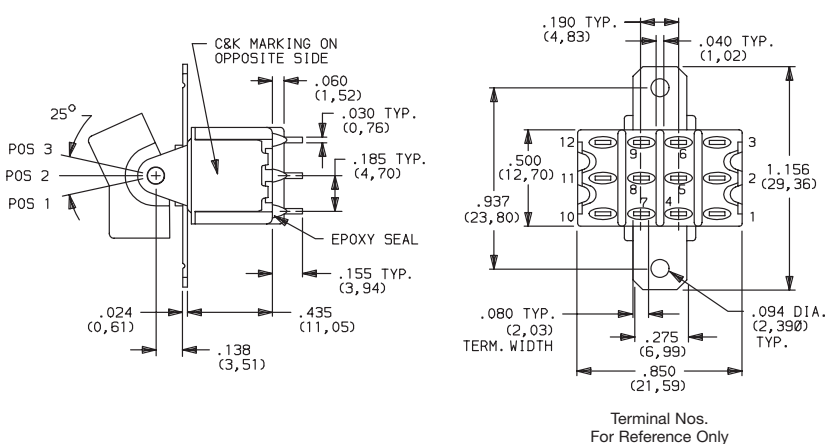 C&K MARKING ON
OPPOSITE SIDE
.060
(1,52)
.030 TYP.
(0,76)
25°
POS 3
POS 2
POS 1
.185 TYP.
(4,70)
EPOXY SEAL
.155 TYP.
(3,94)
.024
(0,61)
.435
(11,05)
.138
(3,51)
.190 TYP.
(4,83)
.040 TYP.
(1,02)
12
9
6
3
.500
(12,70)
1.156
(29,36)
11
8
5
2
.937
(23,80)
10
7
4
1
.080 TYP.
(2,03)
TERM. WIDTH
.275
(6,99)
.094 DIA.
(2,39Ø)
TYP.
.850
(21,59)
Terminal Nos.
For Reference Only